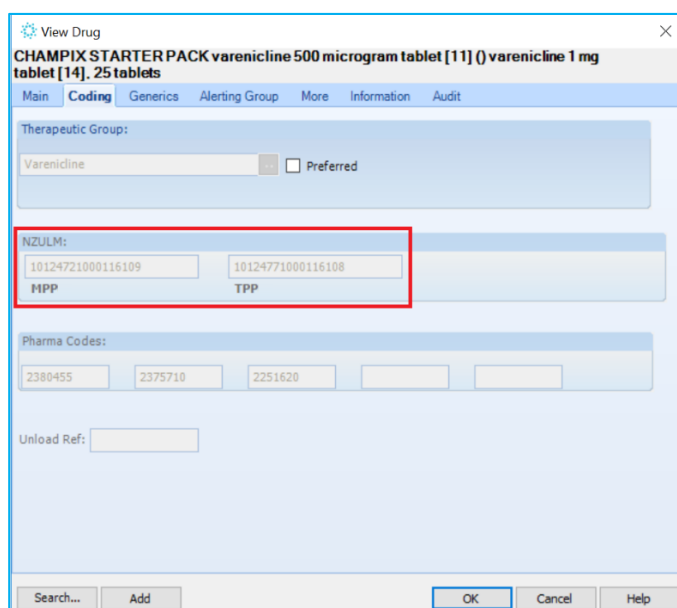 View Drug
CHAMPIX STARTER PACK varenicline 500 microgram tablet [11] () varenicline 1 mg
tablet [14], 25 tablets
Main Coding Generics Alerting Group More Information Audit
Therapeutic Group:
Varenicline .. Preferred
NZULM:
10124721000116109 10124771000116108
MPP TPP
Pharma Codes:
2380455 2375710 2251620
Unload Ref:
Search... Add OK Cancel Help